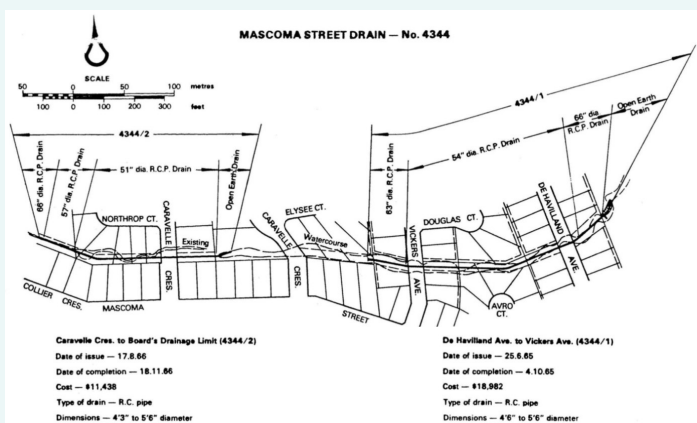 MASCOMA STREET DRAIN — No. 4344
SCALE
50 0 50 100 metres
100 0 100 200 300 feet
4344/2
4344/1
66" dia. R.C.P. Drain
57" dia. R.C.P. Drain
51" dia. R.C.P. Drain
Open Earth Drain
63" dia. R.C.P. Drain
54" dia. R.C.P. Drain
66" dia. R.C.P. Drain
Open Earth Drain
NORTHROP CT.
CARAVELLE CRES.
Existing
CARAVELLE CRES.
ELYSEE CT.
Watercourse
VICKERS AVE.
DOUGLAS CT.
DE HAVILLAND AVE.
AVRO CT.
COLLIER CRES.
MASCOMA
STREET
Caravelle Cres. to Board's Drainage Limit (4344/2)
Date of issue — 17.8.66
Date of completion — 18.11.66
Cost — $11,438
Type of drain — R.C. pipe
Dimensions — 4'3" to 5'6" diameter
De Havilland Ave. to Vickers Ave. (4344/1)
Date of issue — 25.6.65
Date of completion — 4.10.65
Cost — $18,982
Type of drain — R.C. pipe
Dimensions — 4'6" to 5'6" diameter